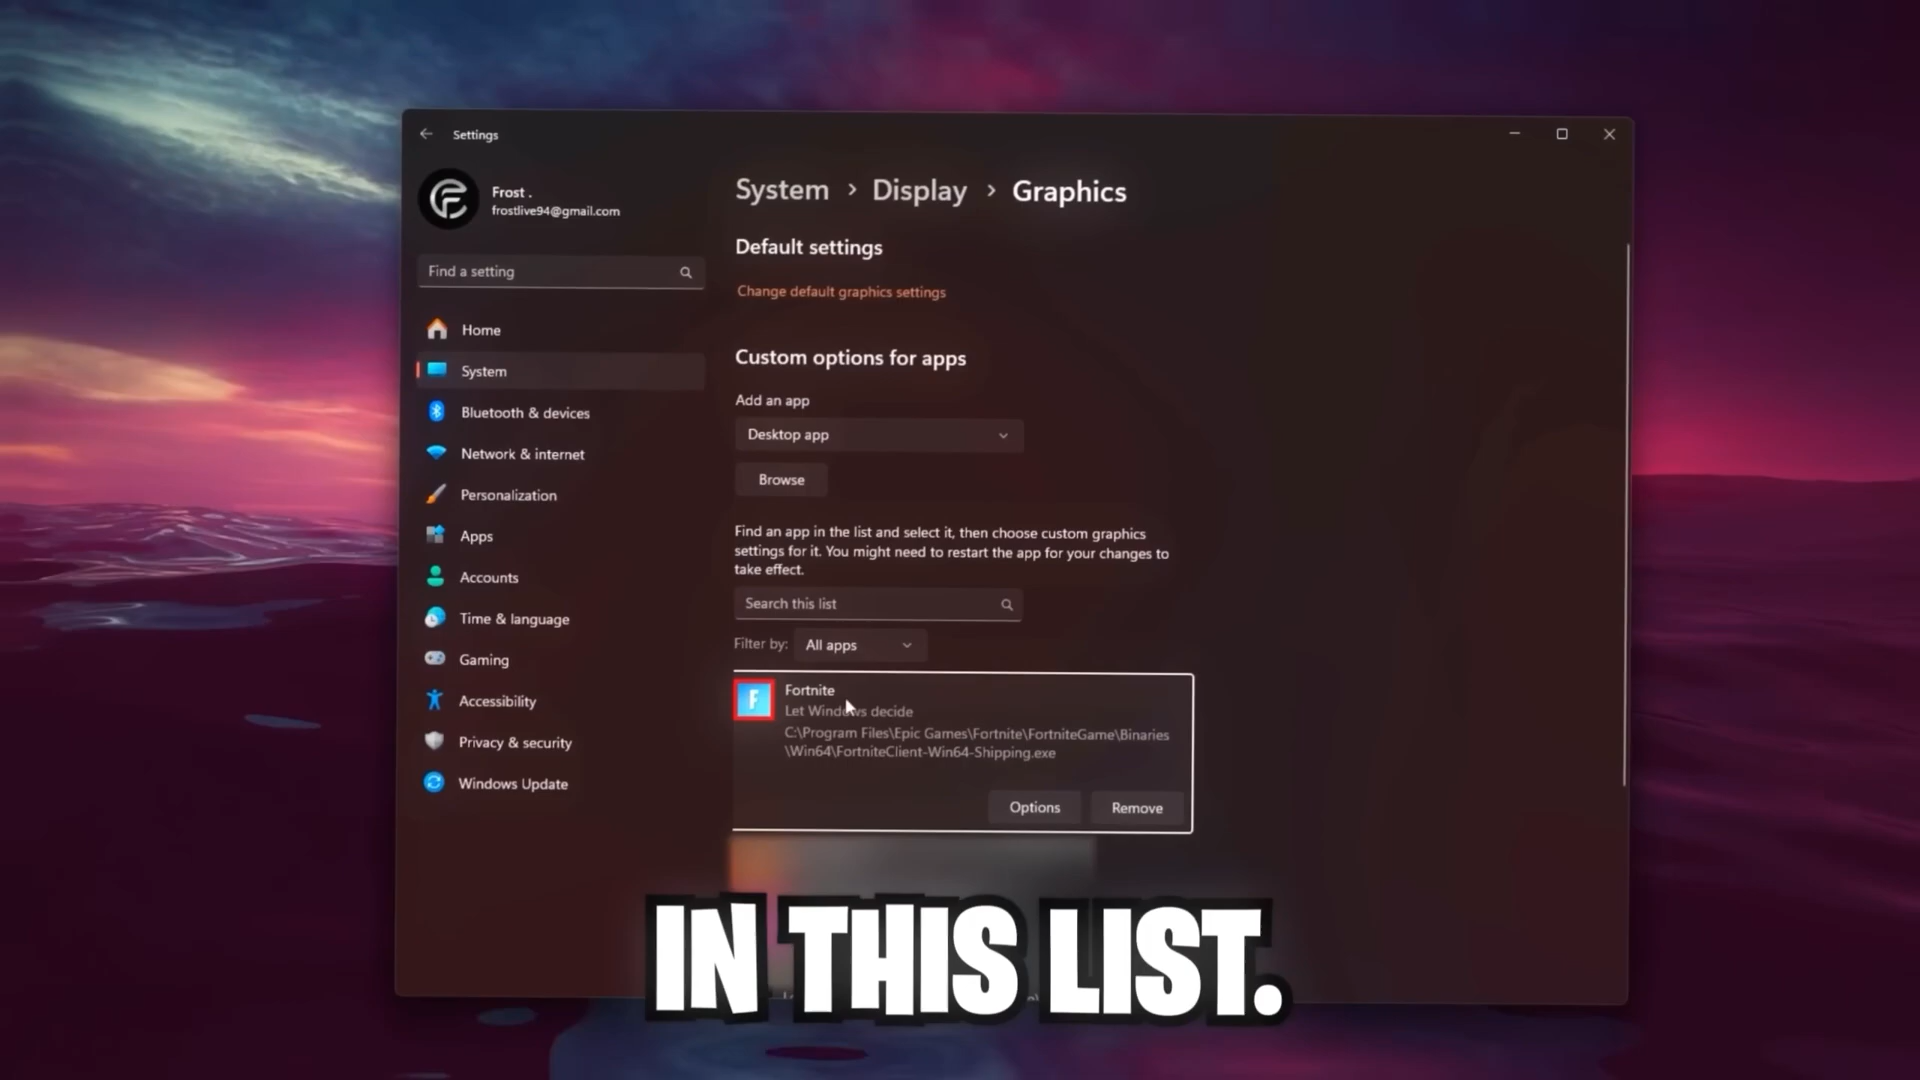 Settings
Frost .
frostlive94@gmail.com
Find a setting
Home
System
Bluetooth & devices
Network & internet
Personalization
Apps
Accounts
Time & language
Gaming
Accessibility
Privacy & security
Windows Update
System > Display > Graphics
Default settings
Change default graphics settings
Custom options for apps
Add an app
Desktop app
Browse
Find an app in the list and select it, then choose custom graphics
settings for it. You might need to restart the app for your changes to
take effect.
Search this list
Filter by: All apps
F
Fortnite
Let Windows decide
C:\Program Files\Epic Games\Fortnite\FortniteGame\Binaries
\Win64\FortniteClient-Win64-Shipping.exe
Options
Remove
IN THIS LIST.